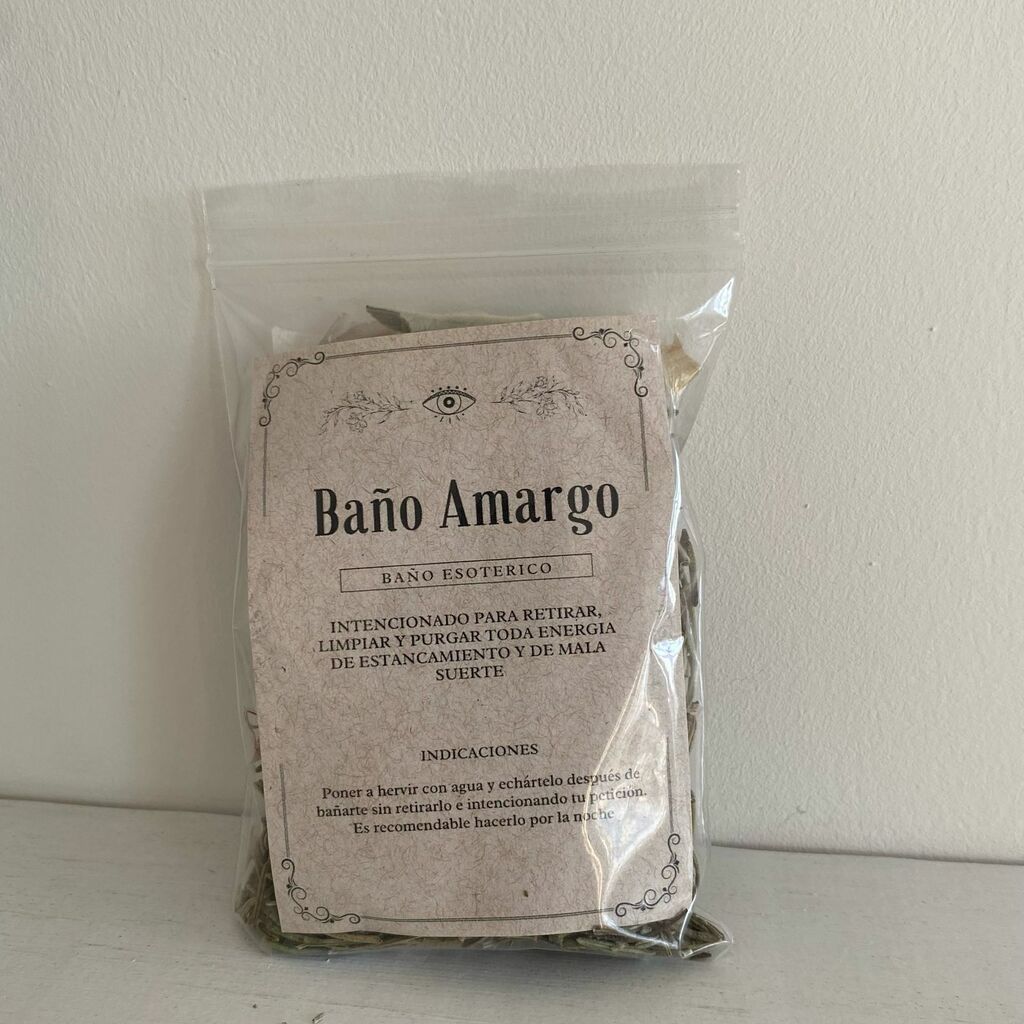 Baño Amargo
BAÑO ESOTERICO
INTENCIONADO PARA RETIRAR,
LIMPIAR Y PURGAR TODA ENERGIA
DE ESTANCAMIENTO Y DE MALA
SUERTE
INDICACIONES
Poner a hervir con agua y echártelo después de
bañarte sin retirarlo e intencionando tu petición.
Es recomendable hacerlo por la noche